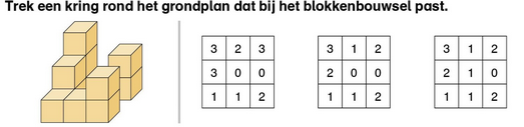 Trek een kring rond het grondplan dat bij het blokkenbouwsel past.
3 2 3 3 1 2 3 1 2
3 0 0 2 0 0 2 1 0
1 1 2 1 1 2 1 1 2